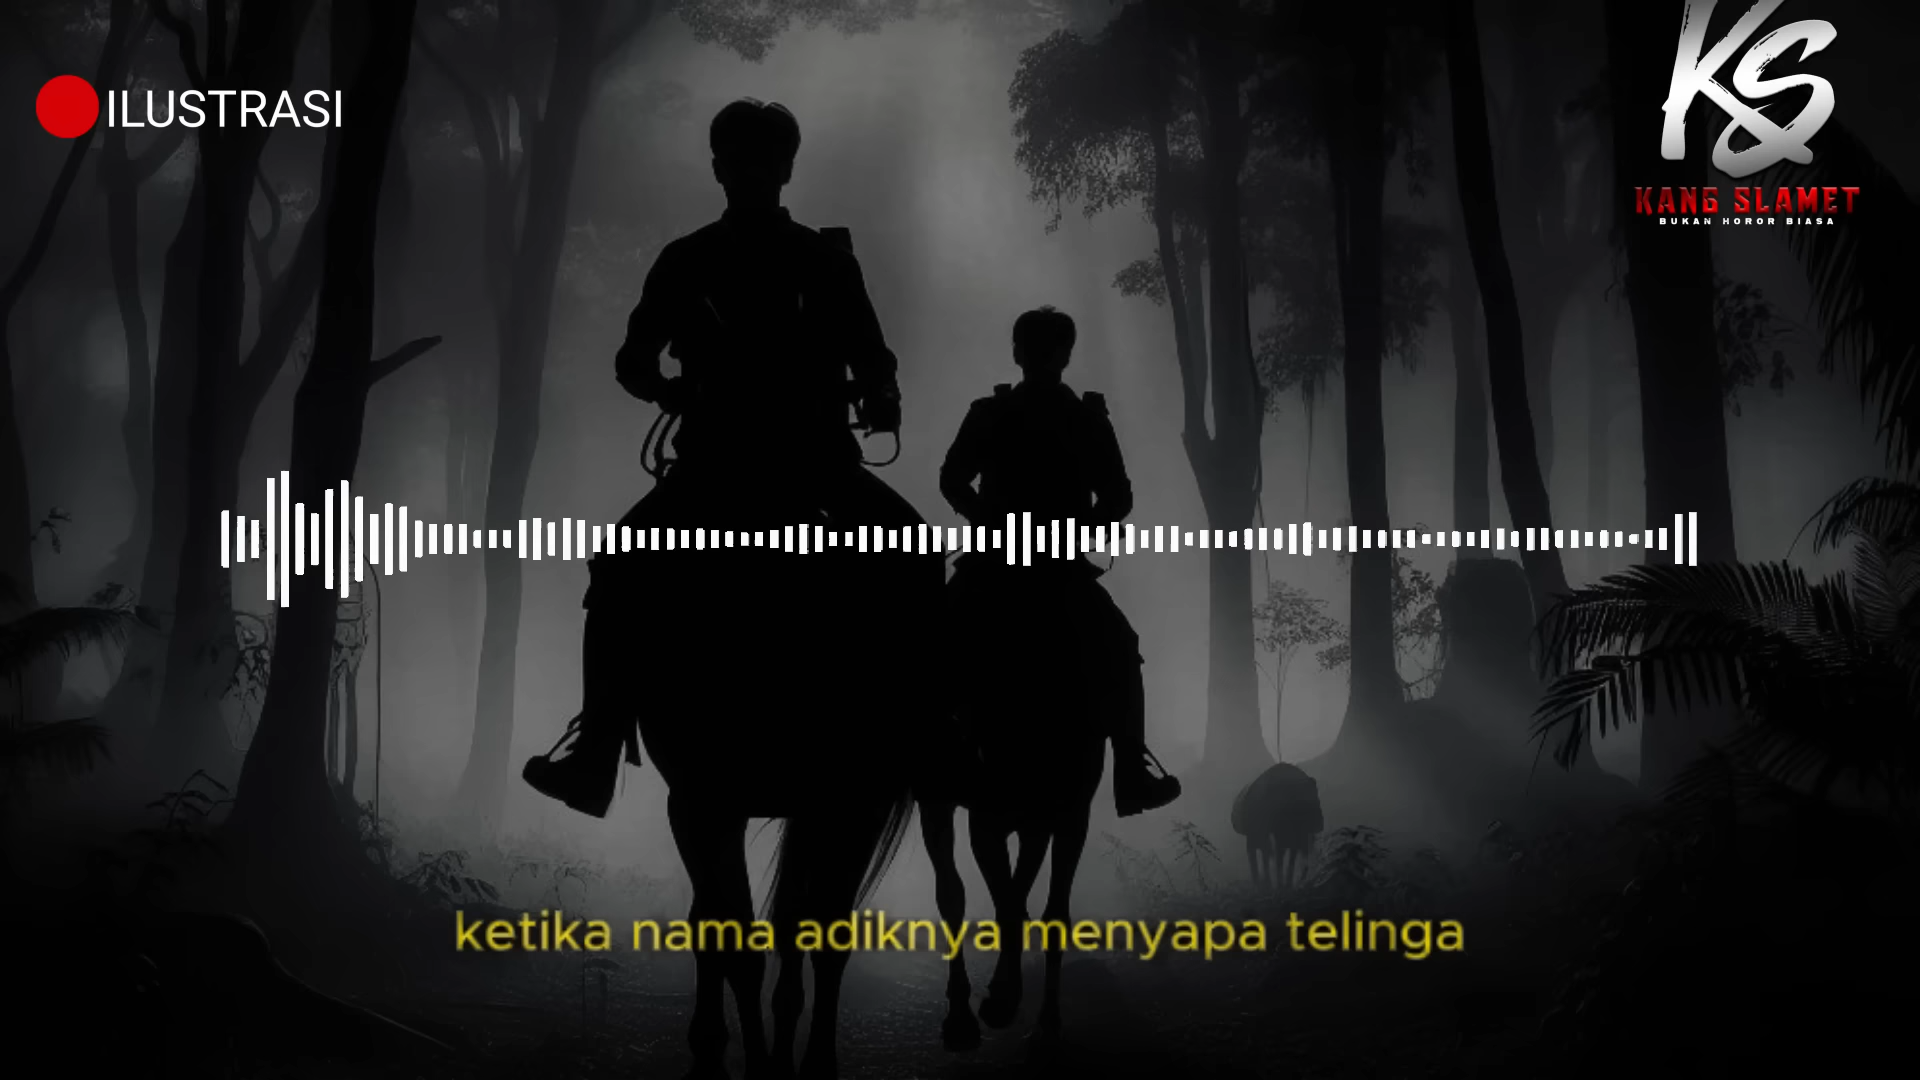 ILUSTRASI
KS
KANG SLAMET
BUKAN HOROR BIASA
ketika nama adiknya menyapa telinga